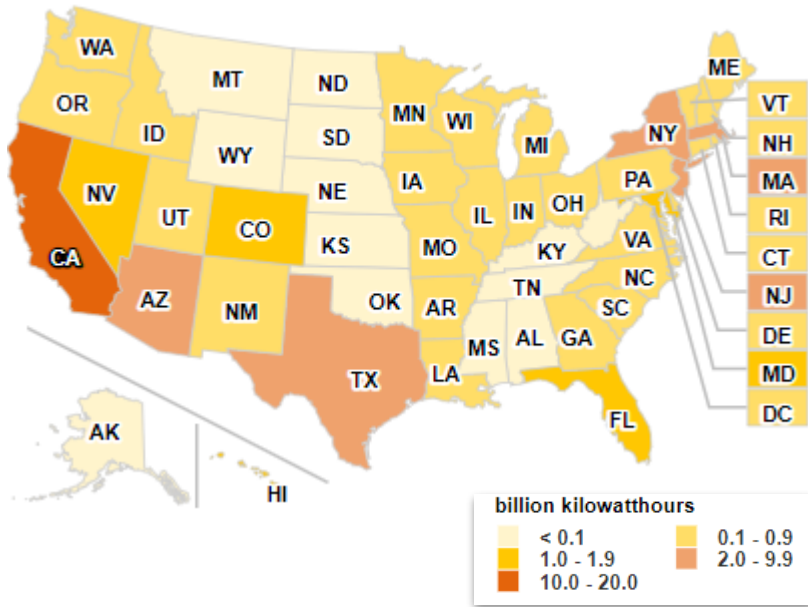 WA
MT
ND
ME
OR
ID
MN
WI
MI
NY
VT
NH
MA
RI
CT
NJ
DE
MD
DC
SD
WY
NE
IA
PA
NV
UT
CO
IL
IN
OH
KS
MO
KY
VA
CA
AZ
NM
OK
AR
TN
NC
SC
MS
AL
GA
LA
TX
FL
AK
HI
billion kilowatthours
< 0.1
0.1 - 0.9
1.0 - 1.9
2.0 - 9.9
10.0 - 20.0